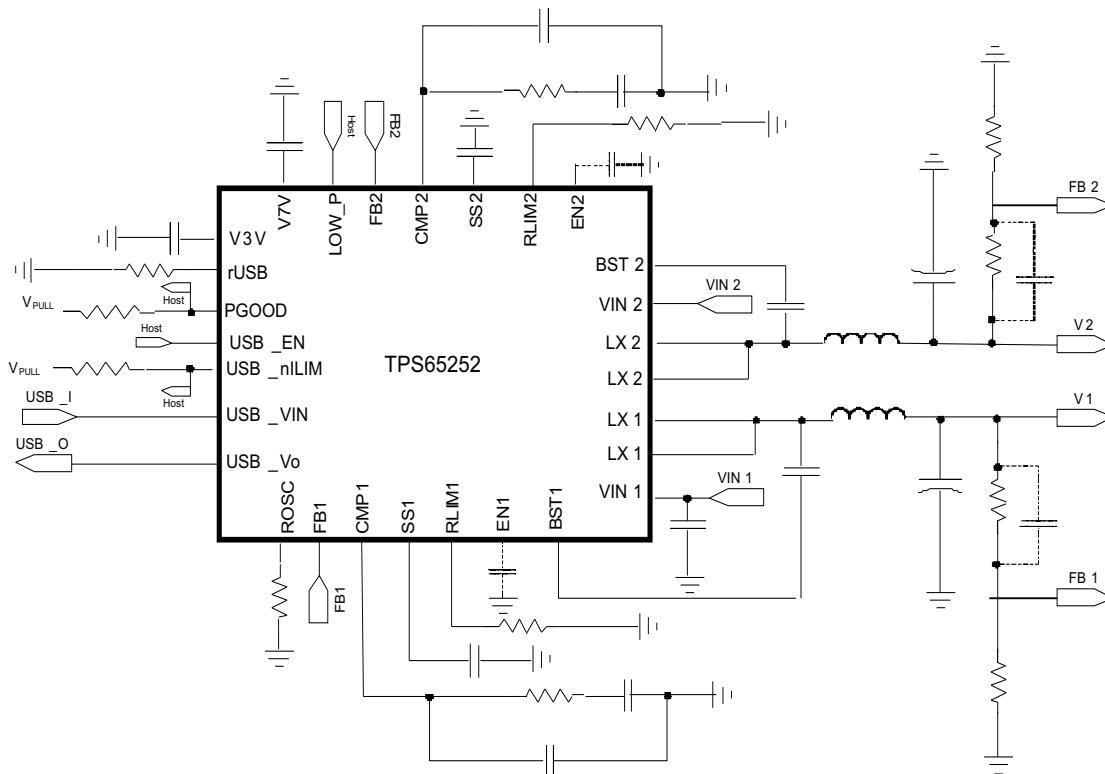 Host
FB2
V7V
LOW_P
FB2
CMP2
SS2
RLIM2
EN2
FB 2
V3V
rUSB
BST 2
VIN 2
VIN 2
Host
VPULL
PGOOD
Host
USB _EN
LX 2
V 2
TPS65252
VPULL
USB _nILIM
LX 2
Host
USB _I
USB _VIN
LX 1
V 1
USB _O
USB _Vo
LX 1
VIN 1
VIN 1
ROSC
FB1
CMP1
SS1
RLIM1
EN1
BST1
FB1
FB 1